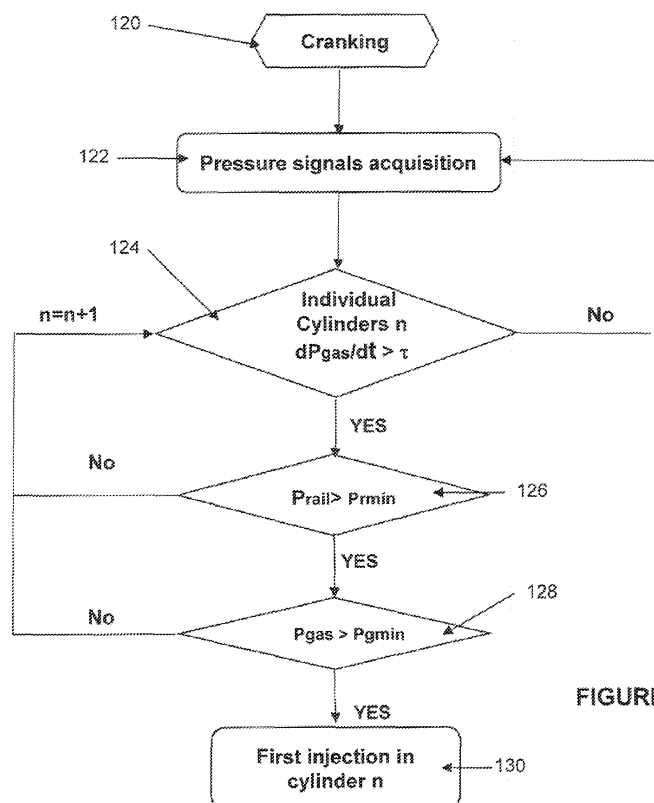 120
Cranking
122
Pressure signals acquisition
124
n=n+1
Individual
Cylinders n
dPgas/dt > τ
No
YES
No
Prail> Prmin
126
YES
No
Pgas > Pgmin
128
YES
FIGURE
First injection in
cylinder n
130